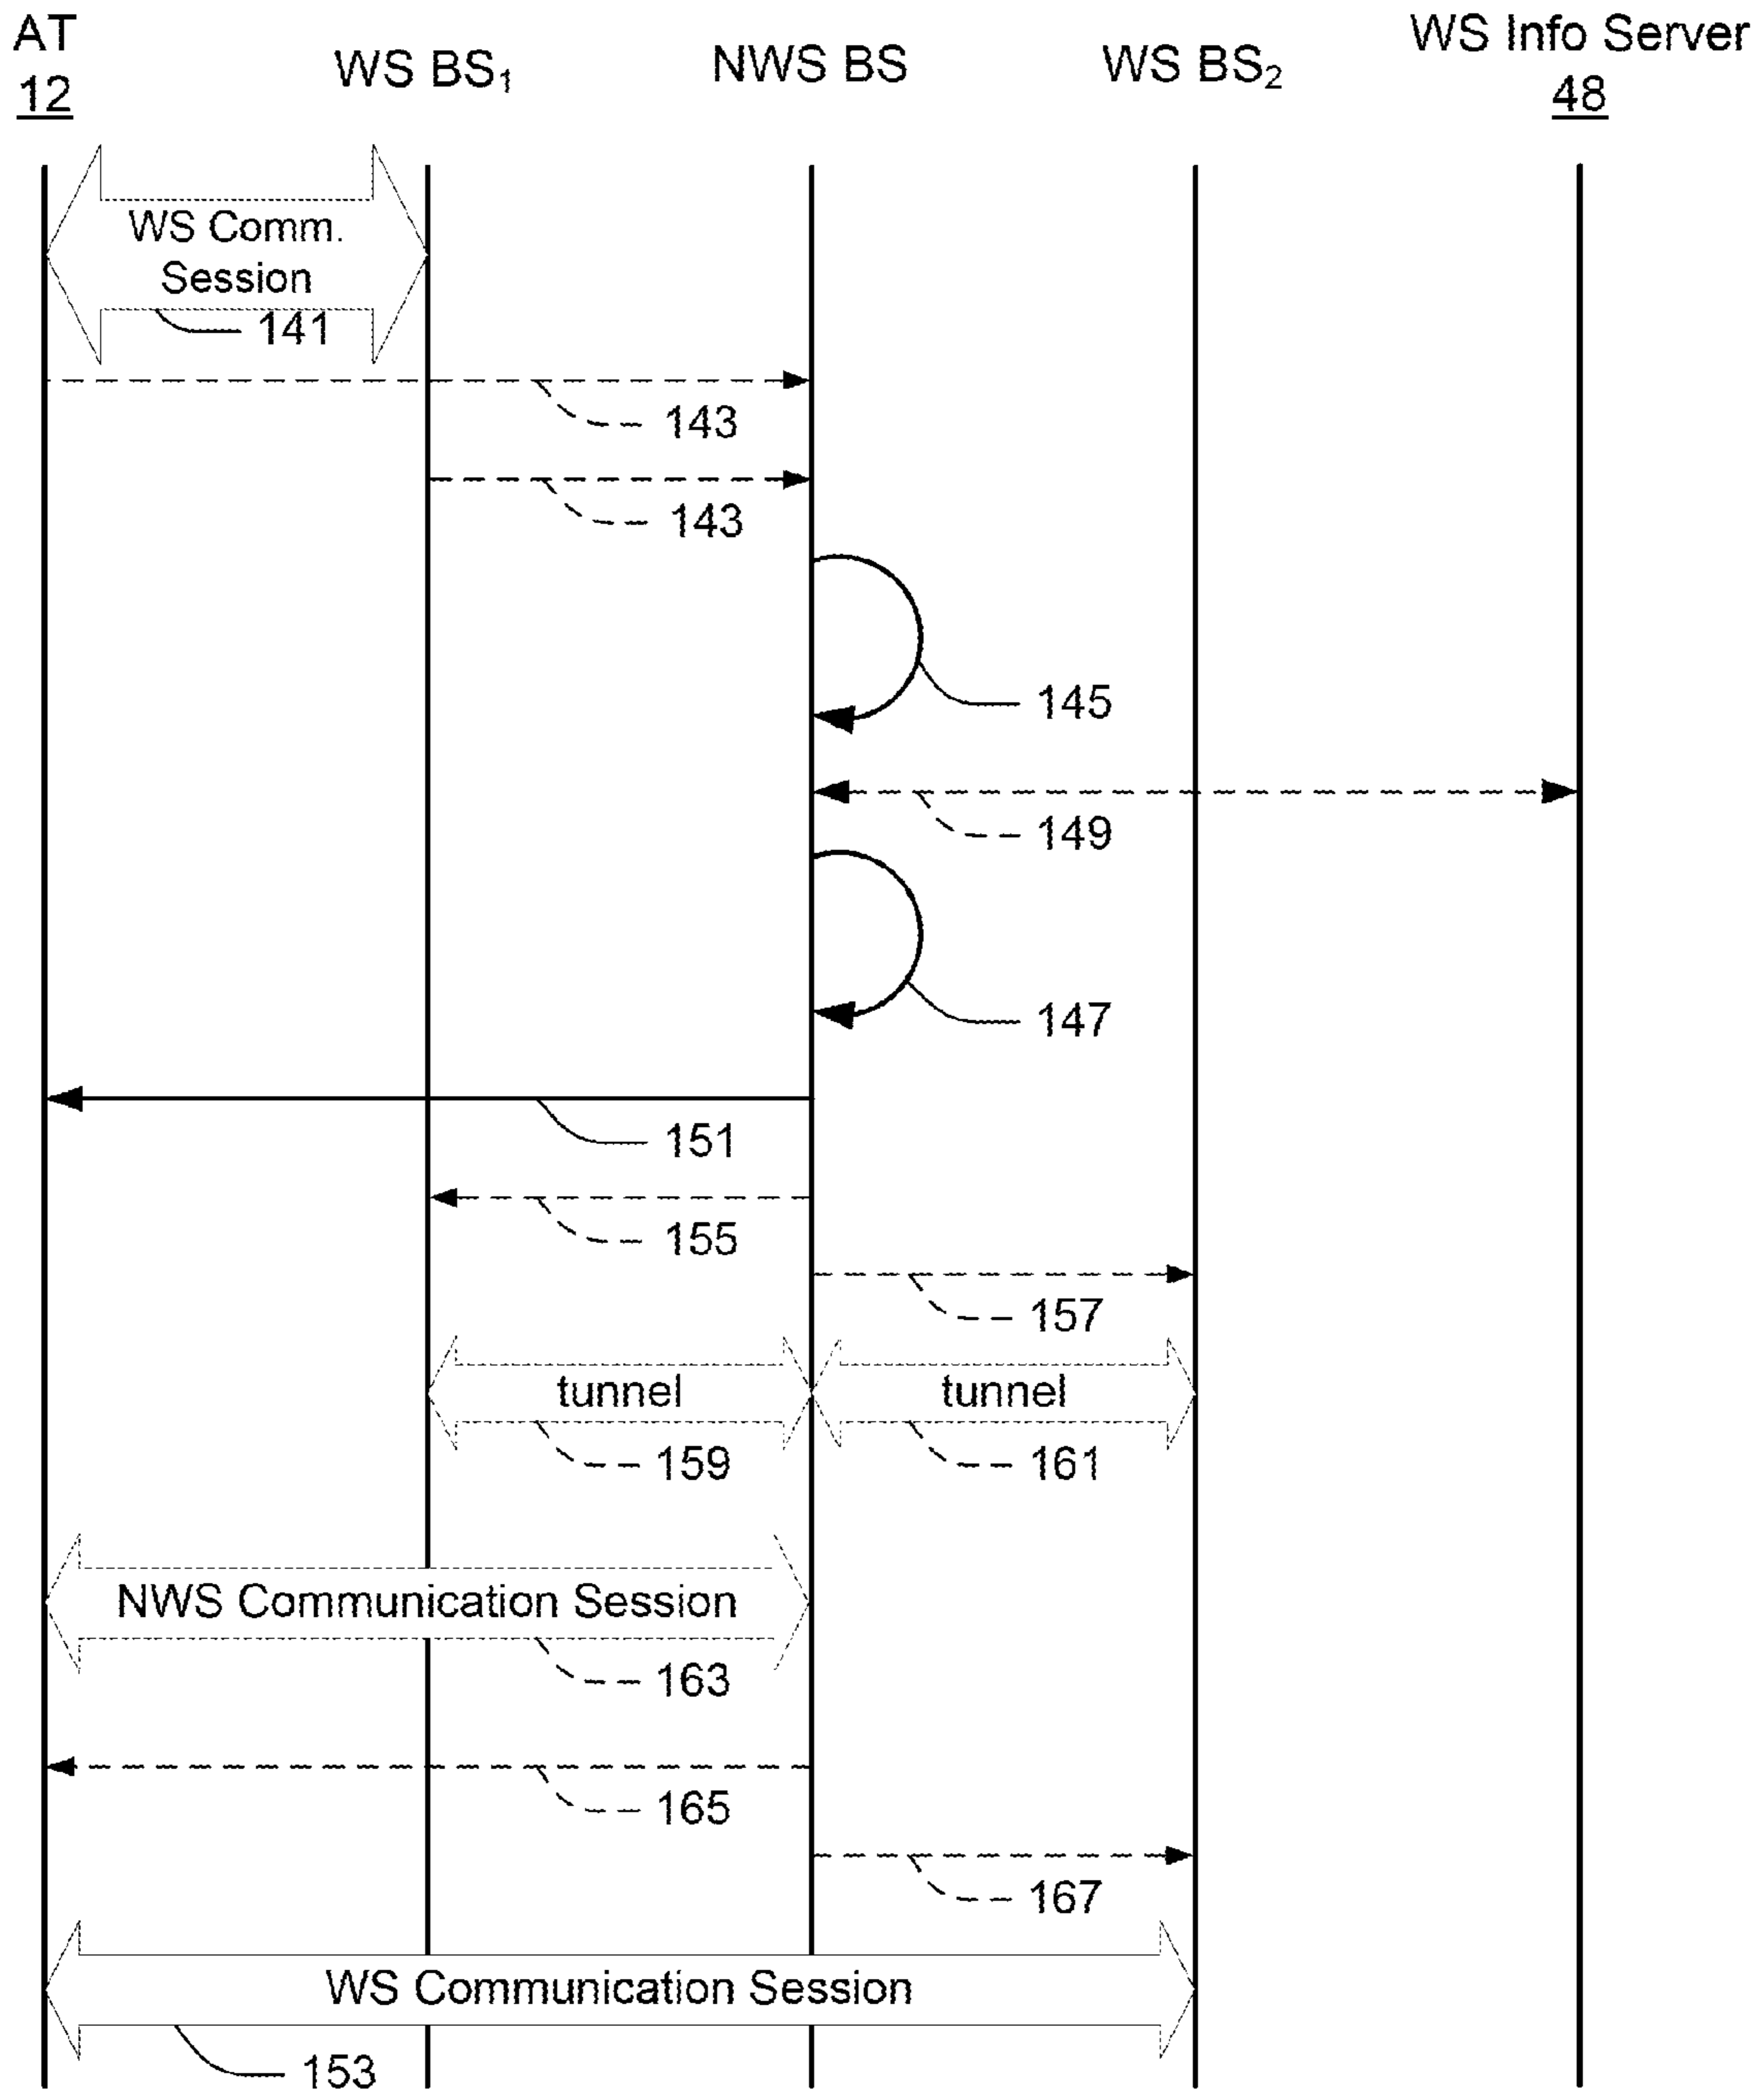 AT
12
WS BS₁
NWS BS
WS BS₂
WS Info Server
48
WS Comm.
Session
141
143
143
145
149
147
151
155
157
tunnel
tunnel
159
161
NWS Communication Session
163
165
167
WS Communication Session
153